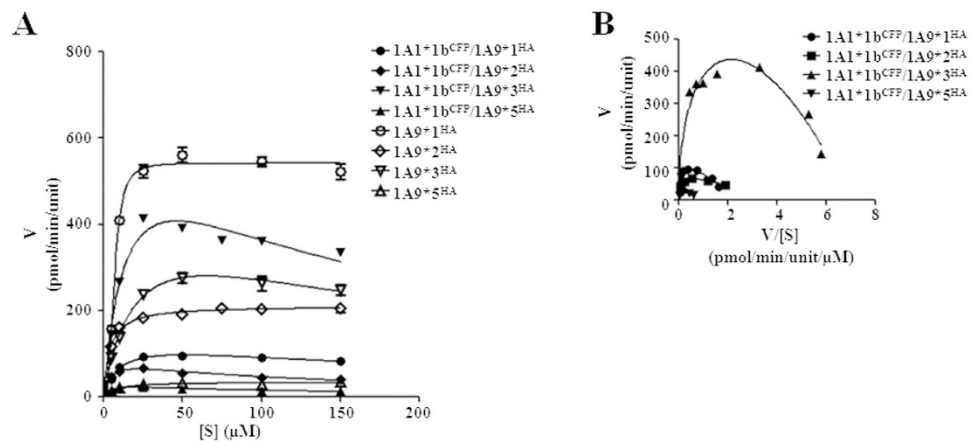 A
B
800
600
400
200
0
V
(pmol/min/unit)
0 50 100 150 200
[S] (μM)
1A1*1b^CFP/1A9*1^HA
1A1*1b^CFP/1A9*2^HA
1A1*1b^CFP/1A9*3^HA
1A1*1b^CFP/1A9*5^HA
1A9*1^HA
1A9*2^HA
1A9*3^HA
1A9*5^HA
500
400
300
200
100
0
V
(pmol/min/unit)
0 2 4 6 8
V/[S]
(pmol/min/unit/μM)
1A1*1b^CFP/1A9*1^HA
1A1*1b^CFP/1A9*2^HA
1A1*1b^CFP/1A9*3^HA
1A1*1b^CFP/1A9*5^HA